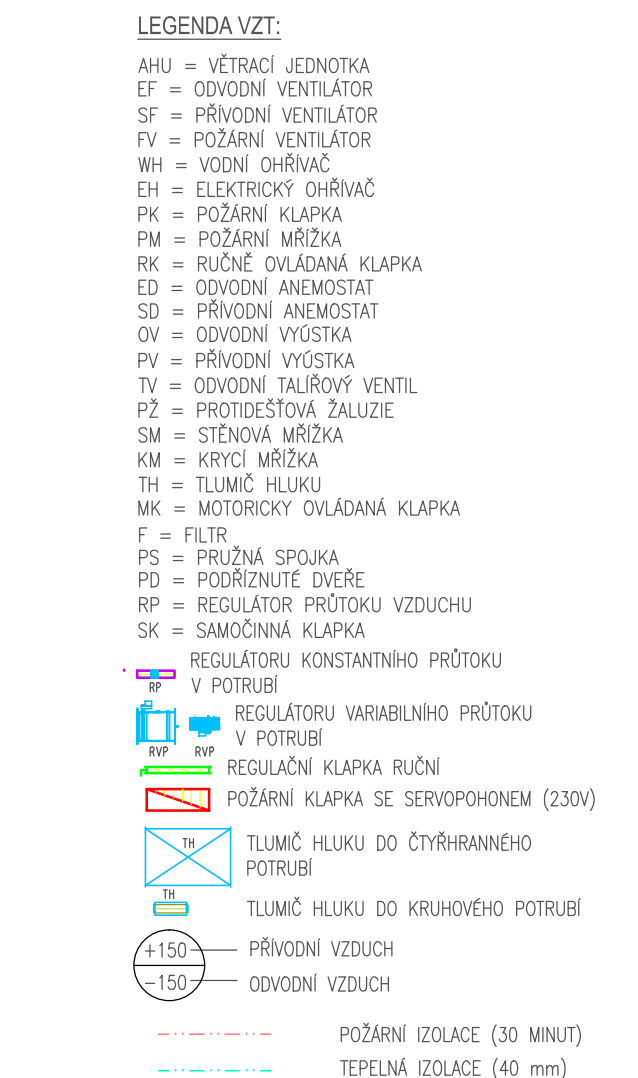 LEGENDA VZT:
AHU = VĚTRACÍ JEDNOTKA
EF = ODVODNÍ VENTILÁTOR
SF = PŘÍVODNÍ VENTILÁTOR
FV = POŽÁRNÍ VENTILÁTOR
WH = VODNÍ OHŘÍVAČ
EH = ELEKTRICKÝ OHŘÍVAČ
PK = POŽÁRNÍ KLAPKA
PM = POŽÁRNÍ MŘÍŽKA
RK = RUČNĚ OVLÁDANÁ KLAPKA
ED = ODVODNÍ ANEMOSTAT
SD = PŘÍVODNÍ ANEMOSTAT
OV = ODVODNÍ VYÚSTKA
PV = PŘÍVODNÍ VYÚSTKA
TV = ODVODNÍ TALÍŘOVÝ VENTIL
PŽ = PROTIDEŠŤOVÁ ŽALUZIE
SM = STĚNOVÁ MŘÍŽKA
KM = KRYCÍ MŘÍŽKA
TH = TLUMIČ HLUKU
MK = MOTORICKY OVLÁDANÁ KLAPKA
F = FILTR
PS = PRUŽNÁ SPOJKA
PD = PODŘÍZNUTÉ DVEŘE
RP = REGULÁTOR PRŮTOKU VZDUCHU
SK = SAMOČINNÁ KLAPKA
REGULÁTORU KONSTANTNÍHO PRŮTOKU
RP V POTRUBÍ
REGULÁTORU VARIABILNÍHO PRŮTOKU
V POTRUBÍ
RVP RVP
REGULAČNÍ KLAPKA RUČNÍ
POŽÁRNÍ KLAPKA SE SERVOPOHONEM (230V)
TH TLUMIČ HLUKU DO ČTYŘHRANNÉHO
POTRUBÍ
TH
TLUMIČ HLUKU DO KRUHOVÉHO POTRUBÍ
+150 PŘÍVODNÍ VZDUCH
-150 ODVODNÍ VZDUCH
POŽÁRNÍ IZOLACE (30 MINUT)
TEPELNÁ IZOLACE (40 mm)